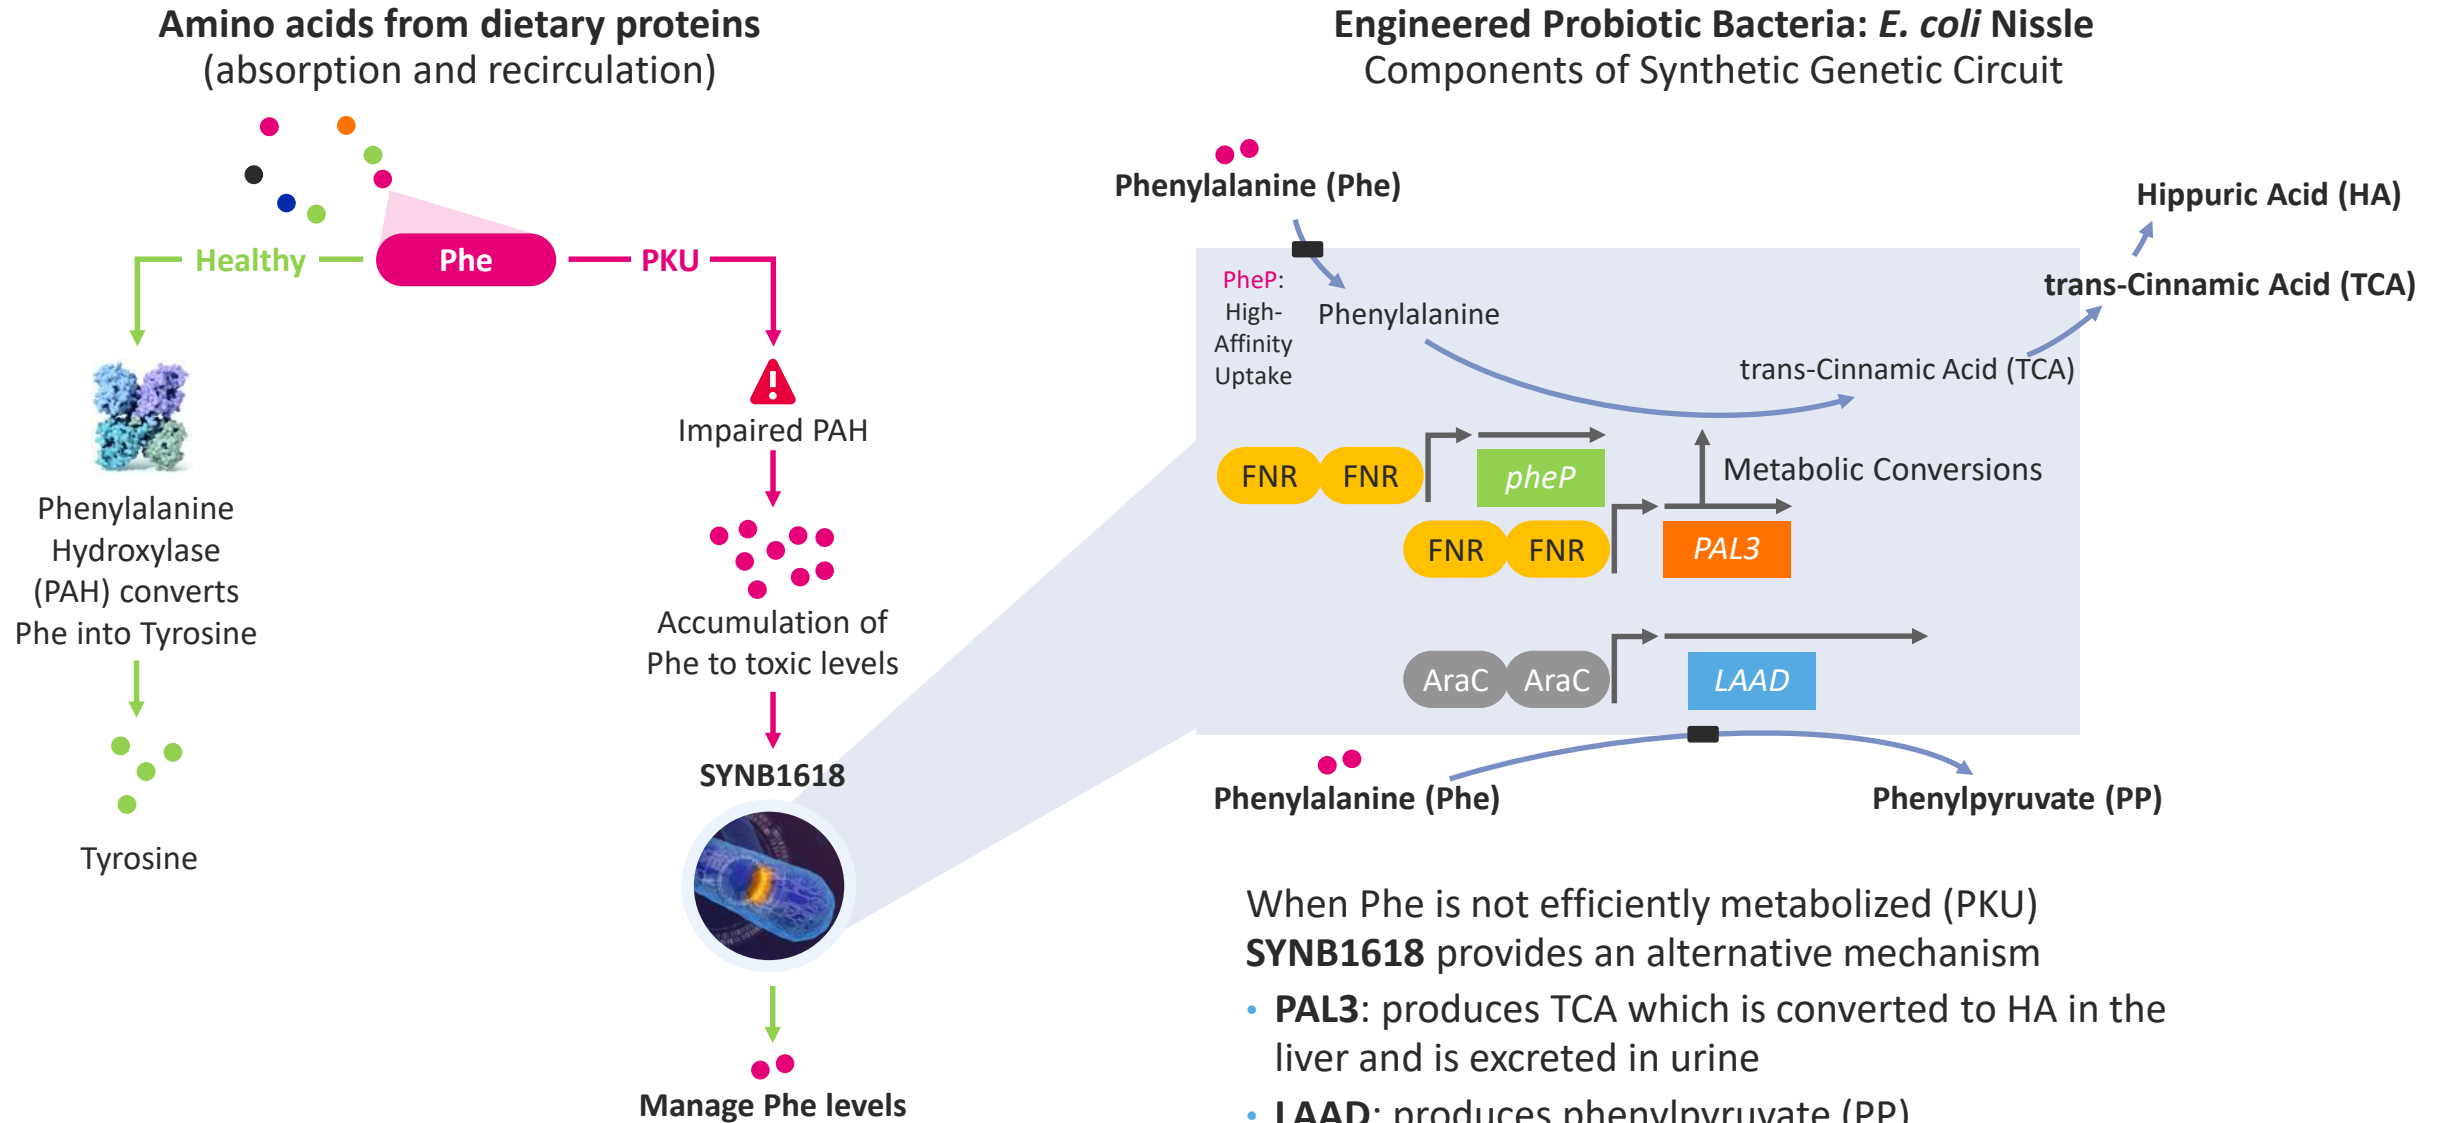 Amino acids from dietary proteins
(absorption and recirculation)
Healthy
Phe
PKU
Phenylalanine
Hydroxylase
(PAH) converts
Phe into Tyrosine
Tyrosine
Impaired PAH
Accumulation of
Phe to toxic levels
SYNB1618
Manage Phe levels
Engineered Probiotic Bacteria: E. coli Nissle
Components of Synthetic Genetic Circuit
Phenylalanine (Phe)
Hippuric Acid (HA)
trans-Cinnamic Acid (TCA)
PheP:
High-
Affinity
Uptake
Phenylalanine
trans-Cinnamic Acid (TCA)
FNR FNR pheP
Metabolic Conversions
FNR FNR PAL3
AraC AraC LAAD
Phenylalanine (Phe)
Phenylpyruvate (PP)
When Phe is not efficiently metabolized (PKU)
SYNB1618 provides an alternative mechanism
• PAL3: produces TCA which is converted to HA in the
liver and is excreted in urine
• LAAD: produces phenylpyruvate (PP)